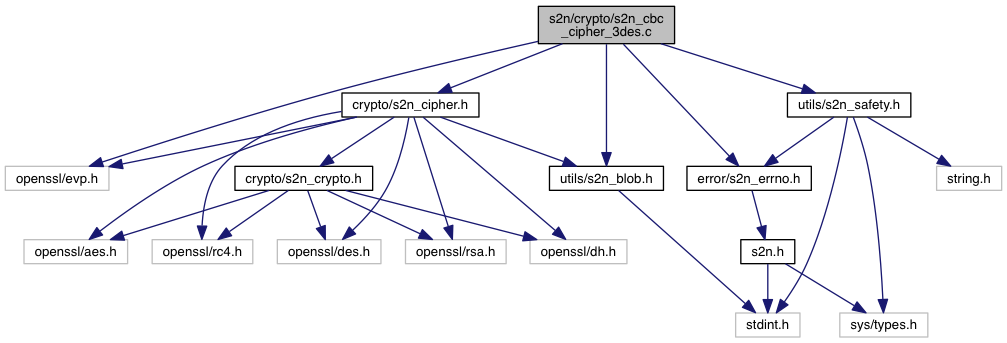 s2n/crypto/s2n_cbc
_cipher_3des.c
crypto/s2n_cipher.h
utils/s2n_safety.h
openssl/evp.h
crypto/s2n_crypto.h
utils/s2n_blob.h
error/s2n_errno.h
string.h
openssl/aes.h
openssl/rc4.h
openssl/des.h
openssl/rsa.h
openssl/dh.h
s2n.h
stdint.h
sys/types.h